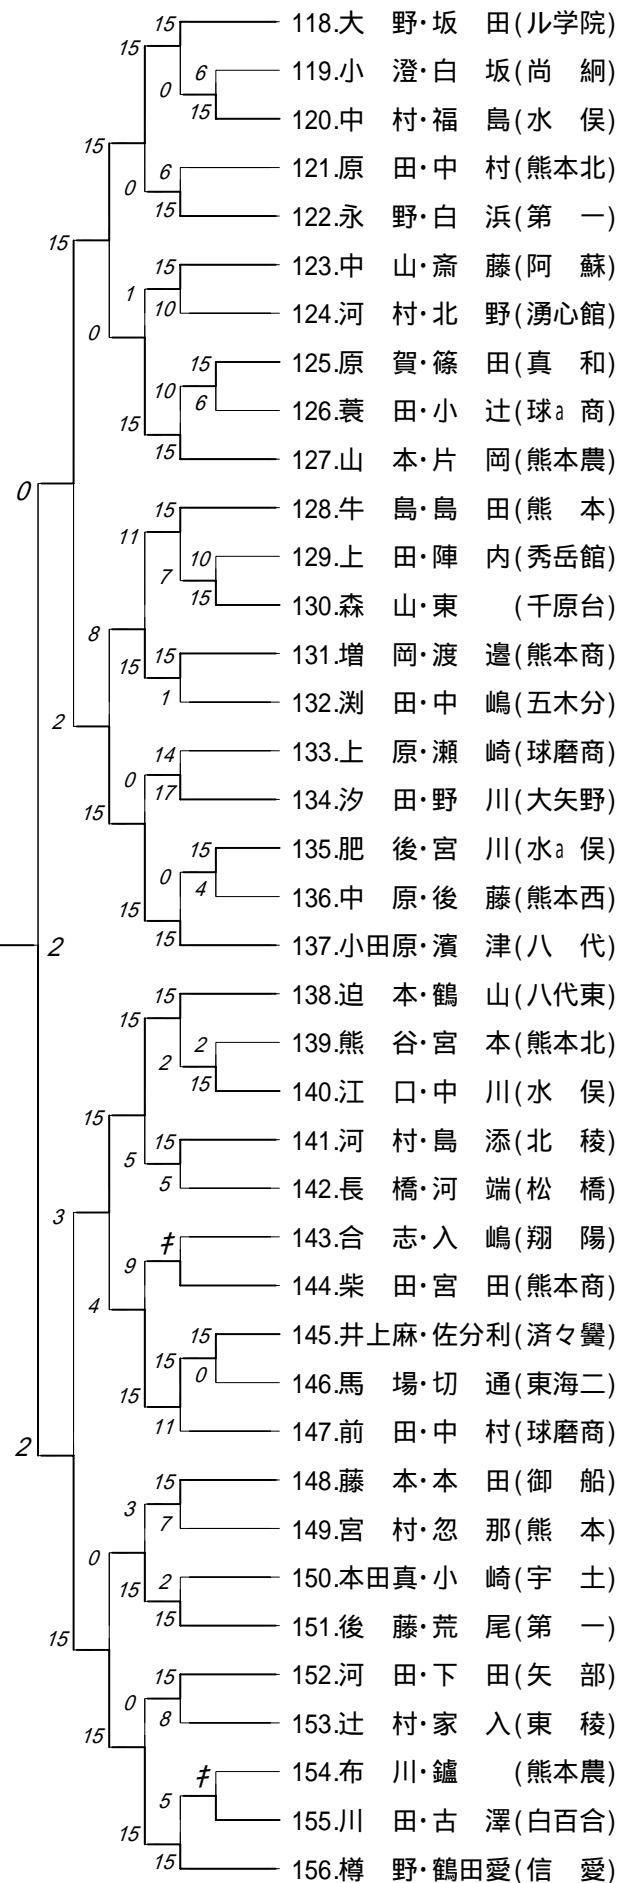 15 118.大　野・坂　田(ル学院)
15
6 119.小　澄・白　坂(尚　絅)
0
15 120.中　村・福　島(水　俣)
15
6 121.原　田・中　村(熊本北)
0
15 122.永　野・白　浜(第　一)
15
15 123.中　山・斎　藤(阿　蘇)
1
10 124.河　村・北　野(湧心館)
0
15 125.原　賀・篠　田(真　和)
10
6 126.蓑　田・小　辻(球a 商)
15
15 127.山　本・片　岡(熊本農)
0
15 128.牛　島・島　田(熊　本)
11
10 129.上　田・陣　内(秀岳館)
7
15 130.森　山・東　　(千原台)
8
15 131.増　岡・渡　邉(熊本商)
15
1 132.渕　田・中　嶋(五木分)
2
14 133.上　原・瀬　崎(球磨商)
0
17 134.汐　田・野　川(大矢野)
15
15 135.肥　後・宮　川(水a 俣)
0
4 136.中　原・後　藤(熊本西)
15
15 137.小田原・濱　津(八　代)
2
15 138.迫　本・鶴　山(八代東)
15
2 139.熊　谷・宮　本(熊本北)
2
15 140.江　口・中　川(水　俣)
15
15 141.河　村・島　添(北　稜)
5
5 142.長　橋・河　端(松　橋)
3
ｷ 143.合　志・入　嶋(翔　陽)
9
144.柴　田・宮　田(熊本商)
4
15 145.井上麻・佐分利(済々黌)
15
0 146.馬　場・切　通(東海二)
15
11 147.前　田・中　村(球磨商)
2
15 148.藤　本・本　田(御　船)
3
7 149.宮　村・忽　那(熊　本)
0
2 150.本田真・小　崎(宇　土)
15
15 151.後　藤・荒　尾(第　一)
15
15 152.河　田・下　田(矢　部)
0
8 153.辻　村・家　入(東　稜)
15
ｷ 154.布　川・鑪　　(熊本農)
5
155.川　田・古　澤(白百合)
15
15 156.樽　野・鶴田愛(信　愛)